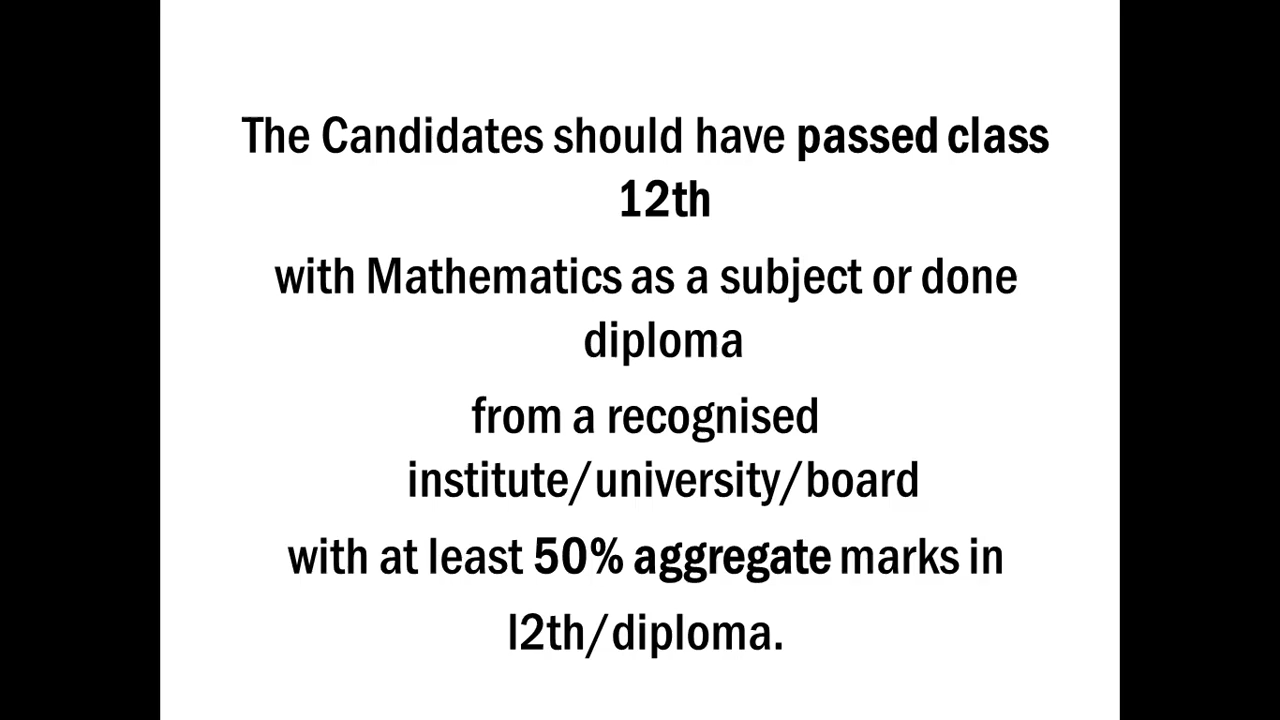 The Candidates should have passed class
12th
with Mathematics as a subject or done
diploma
from a recognised
institute/university/board
with at least 50% aggregate marks in
l2th/diploma.